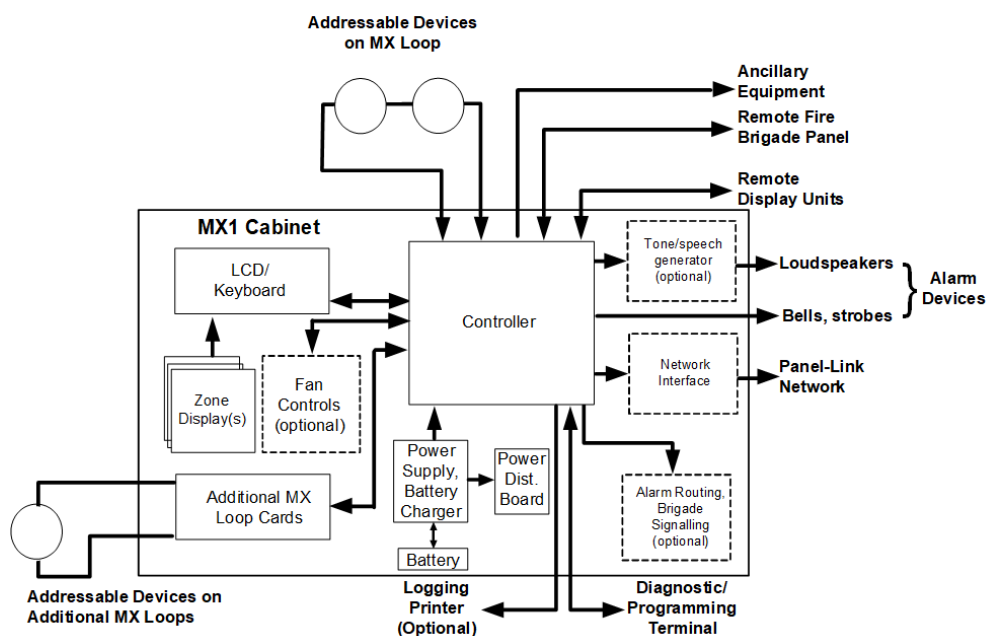 Addressable Devices
on MX Loop
Ancillary
Equipment
Remote Fire
Brigade Panel
Remote
Display Units
MX1 Cabinet
LCD/
Keyboard
Controller
Tone/speech
generator
(optional)
Loudspeakers
Alarm
Devices
Bells, strobes
Zone
Display(s)
Fan
Controls
(optional)
Network
Interface
Panel-Link
Network
Power
Supply,
Battery
Charger
Power
Dist.
Board
Additional MX
Loop Cards
Alarm Routing,
Brigade
Signalling
(optional)
Battery
Addressable Devices on
Additional MX Loops
Logging
Printer
(Optional)
Diagnostic/
Programming
Terminal